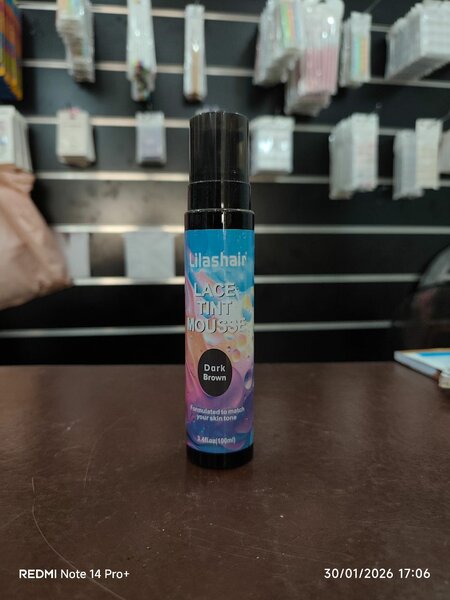 Lilashair
LACE
TINT
MOUSSE
Dark
Brown
Formulated to match
your skin tone
3.4fl.oz(100ml)
REDMI Note 14 Pro+
30/01/2026 17:06